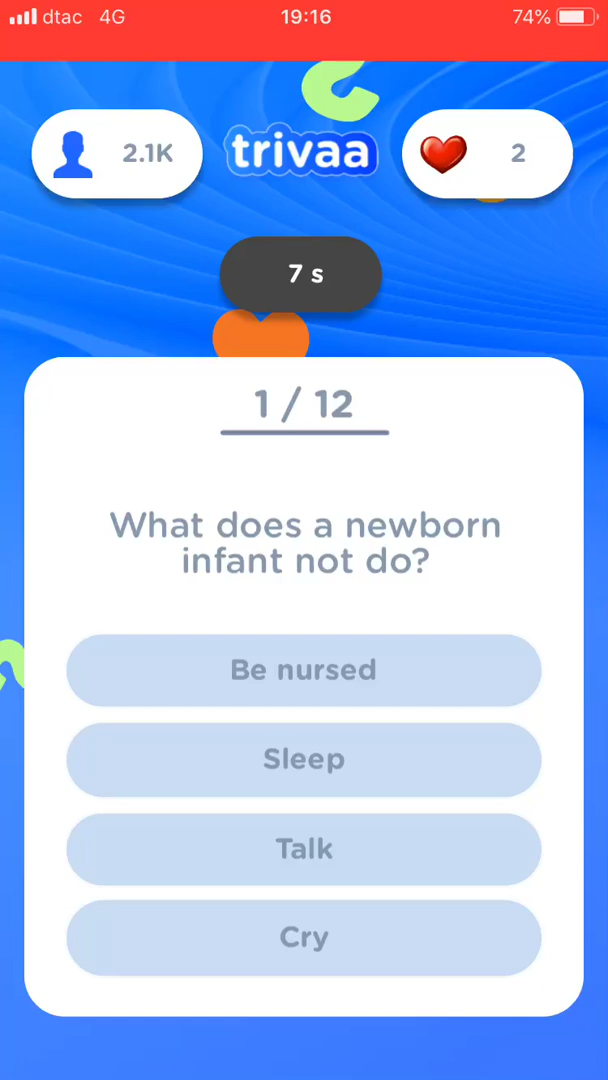 dtac 4G 19:16 74%
2.1K trivaa 2
7 s
1 / 12
What does a newborn
infant not do?
Be nursed
Sleep
Talk
Cry